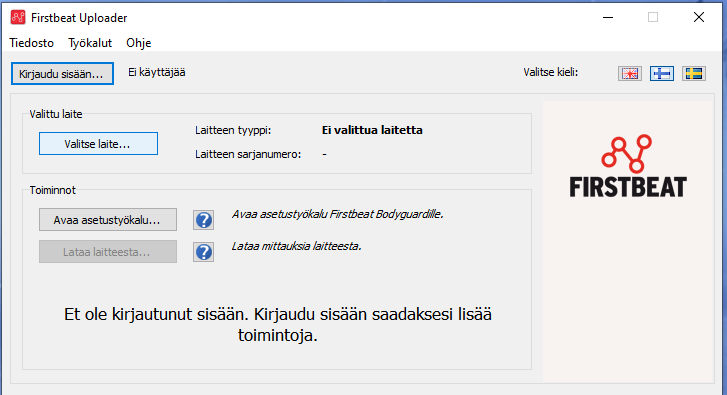 Firstbeat Uploader
Tiedosto Työkalut Ohje
Kirjaudu sisään... Ei käyttäjää Valitse kieli:
Valittu laite
Valitse laite... Laitteen tyyppi: Ei valittua laitetta
Laitteen sarjanumero: -
Toiminnot
Avaa asetustyökalu... ? Avaa asetustyökalu Firstbeat Bodyguardille.
Lataa laitteesta... ? Lataa mittauksia laitteesta.
Et ole kirjautunut sisään. Kirjaudu sisään saadaksesi lisää
toimintoja.
FIRSTBEAT